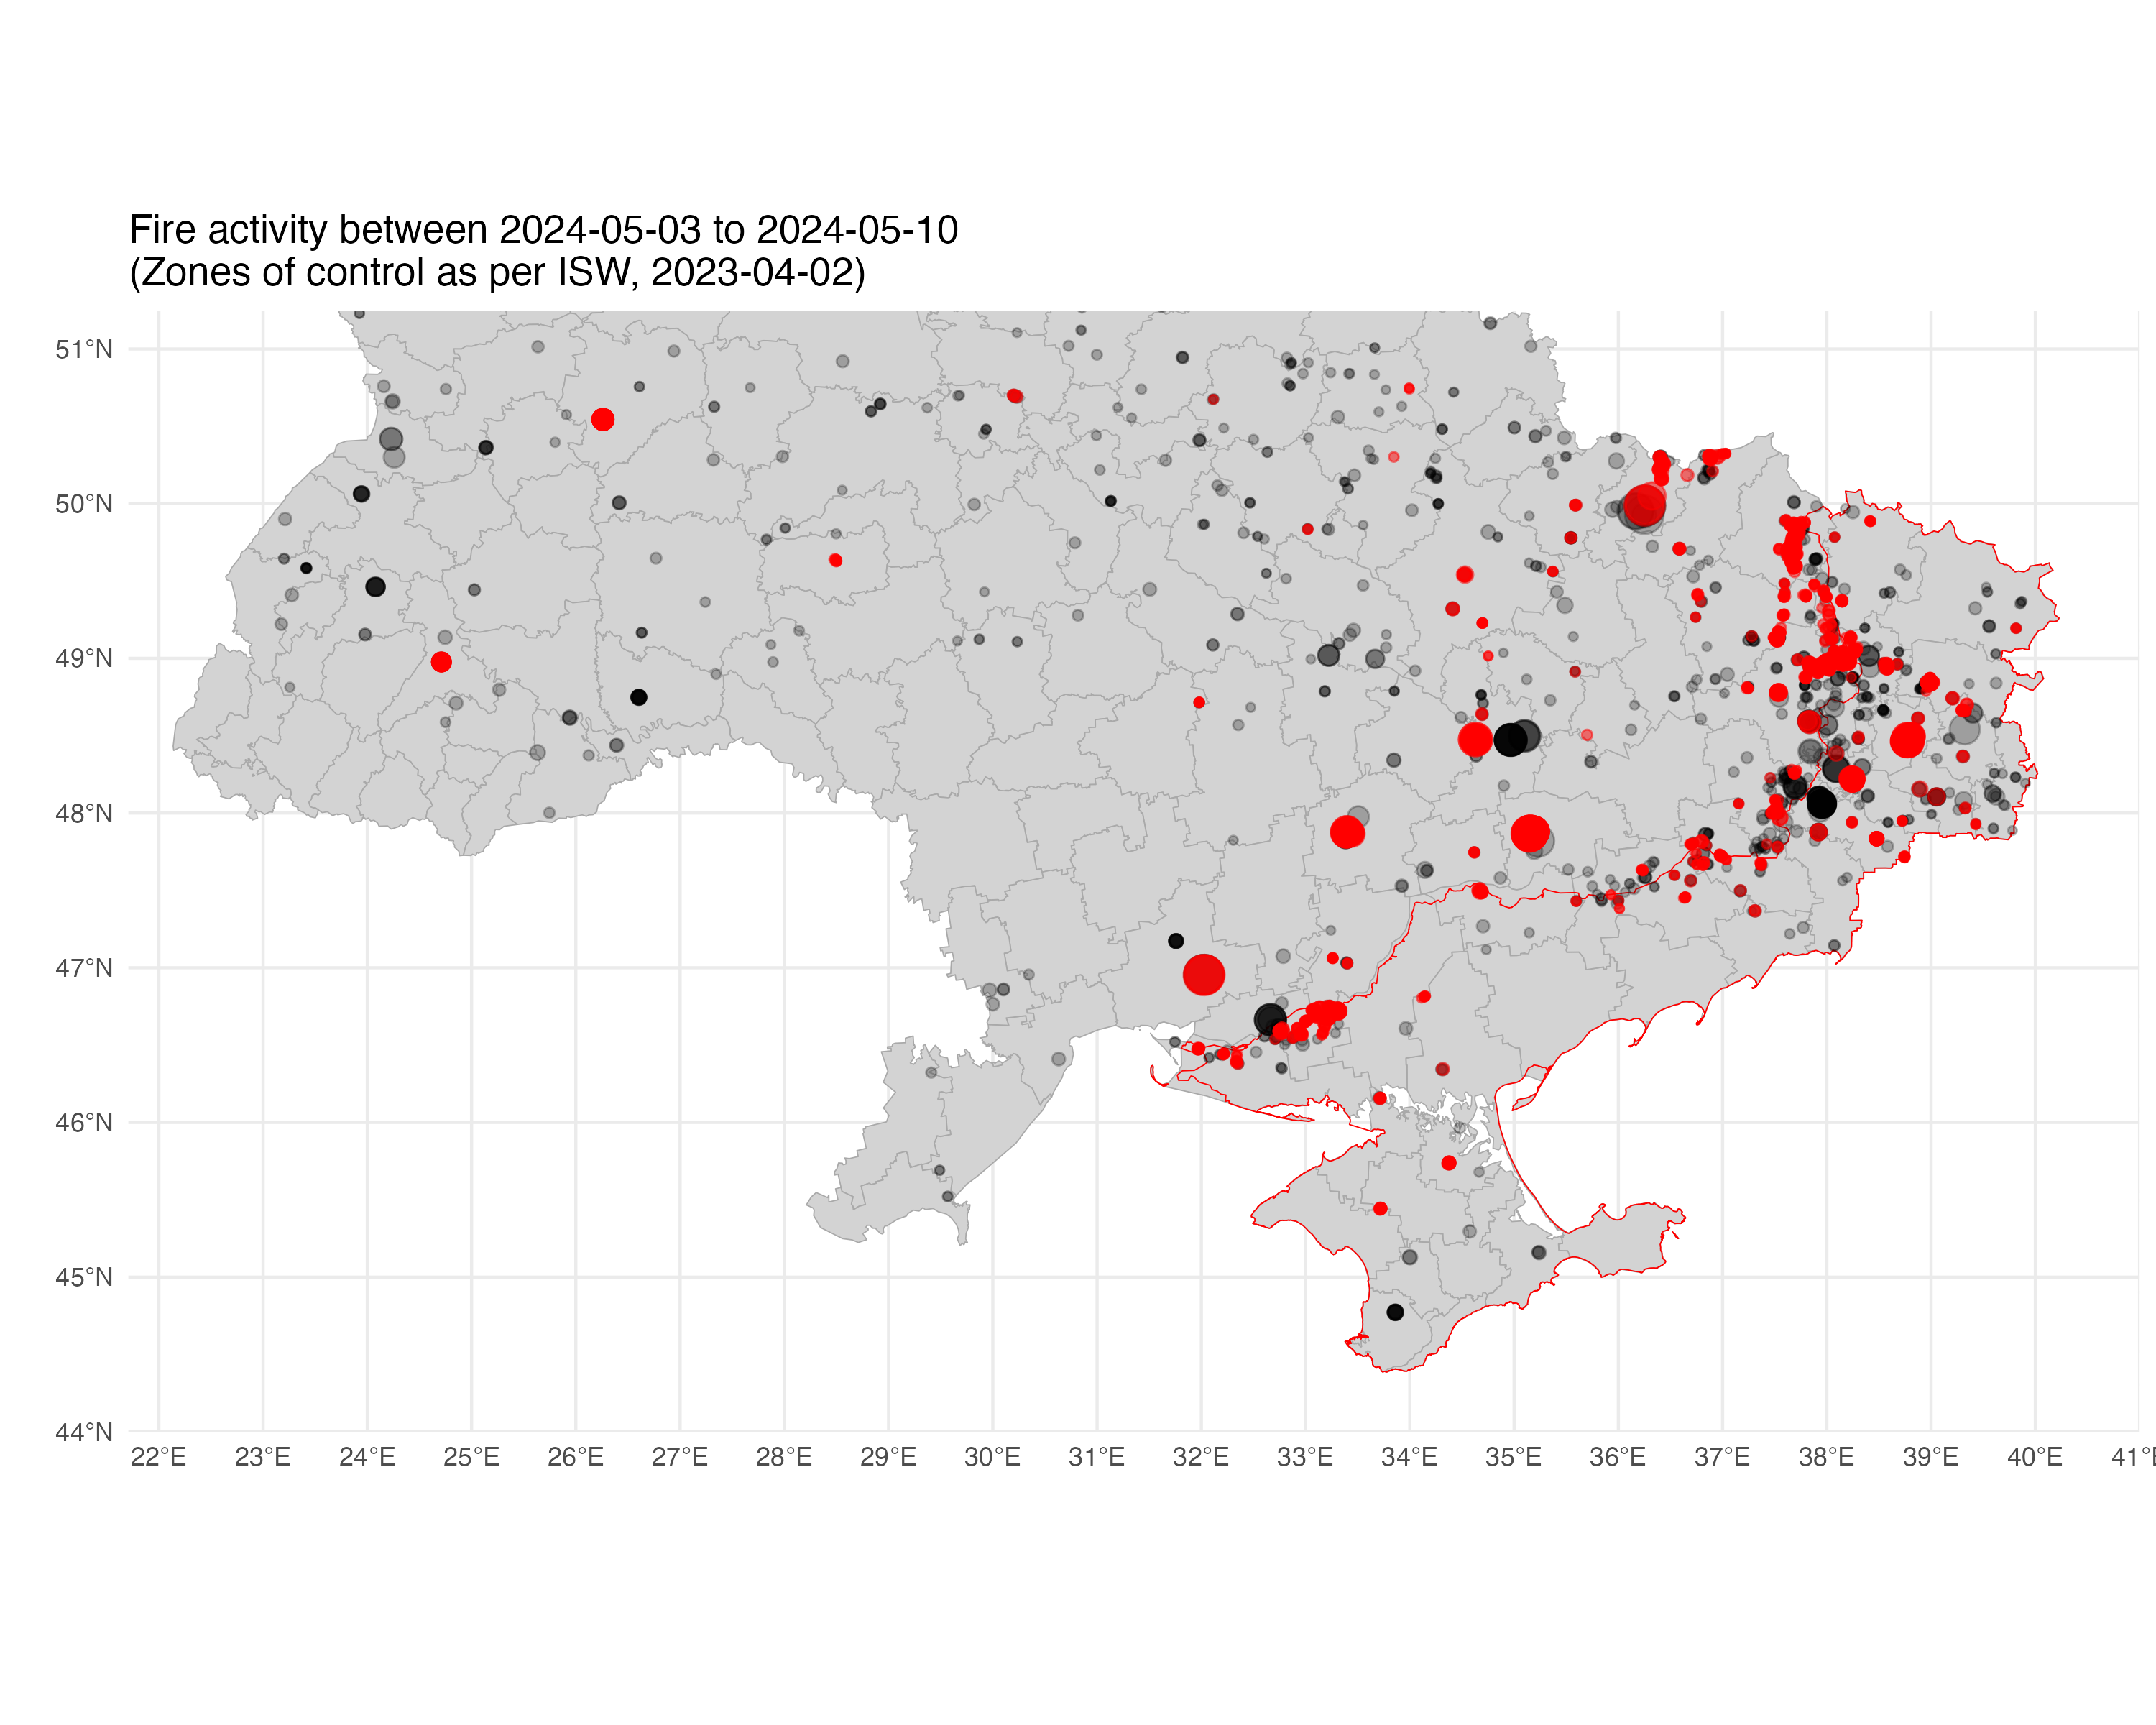 Fire activity between 2024-05-03 to 2024-05-10
(Zones of control as per ISW, 2023-04-02)
51°N
50°N
49°N
48°N
47°N
46°N
45°N
44°N
22°E 23°E 24°E 25°E 26°E 27°E 28°E 29°E 30°E 31°E 32°E 33°E 34°E 35°E 36°E 37°E 38°E 39°E 40°E 41°E